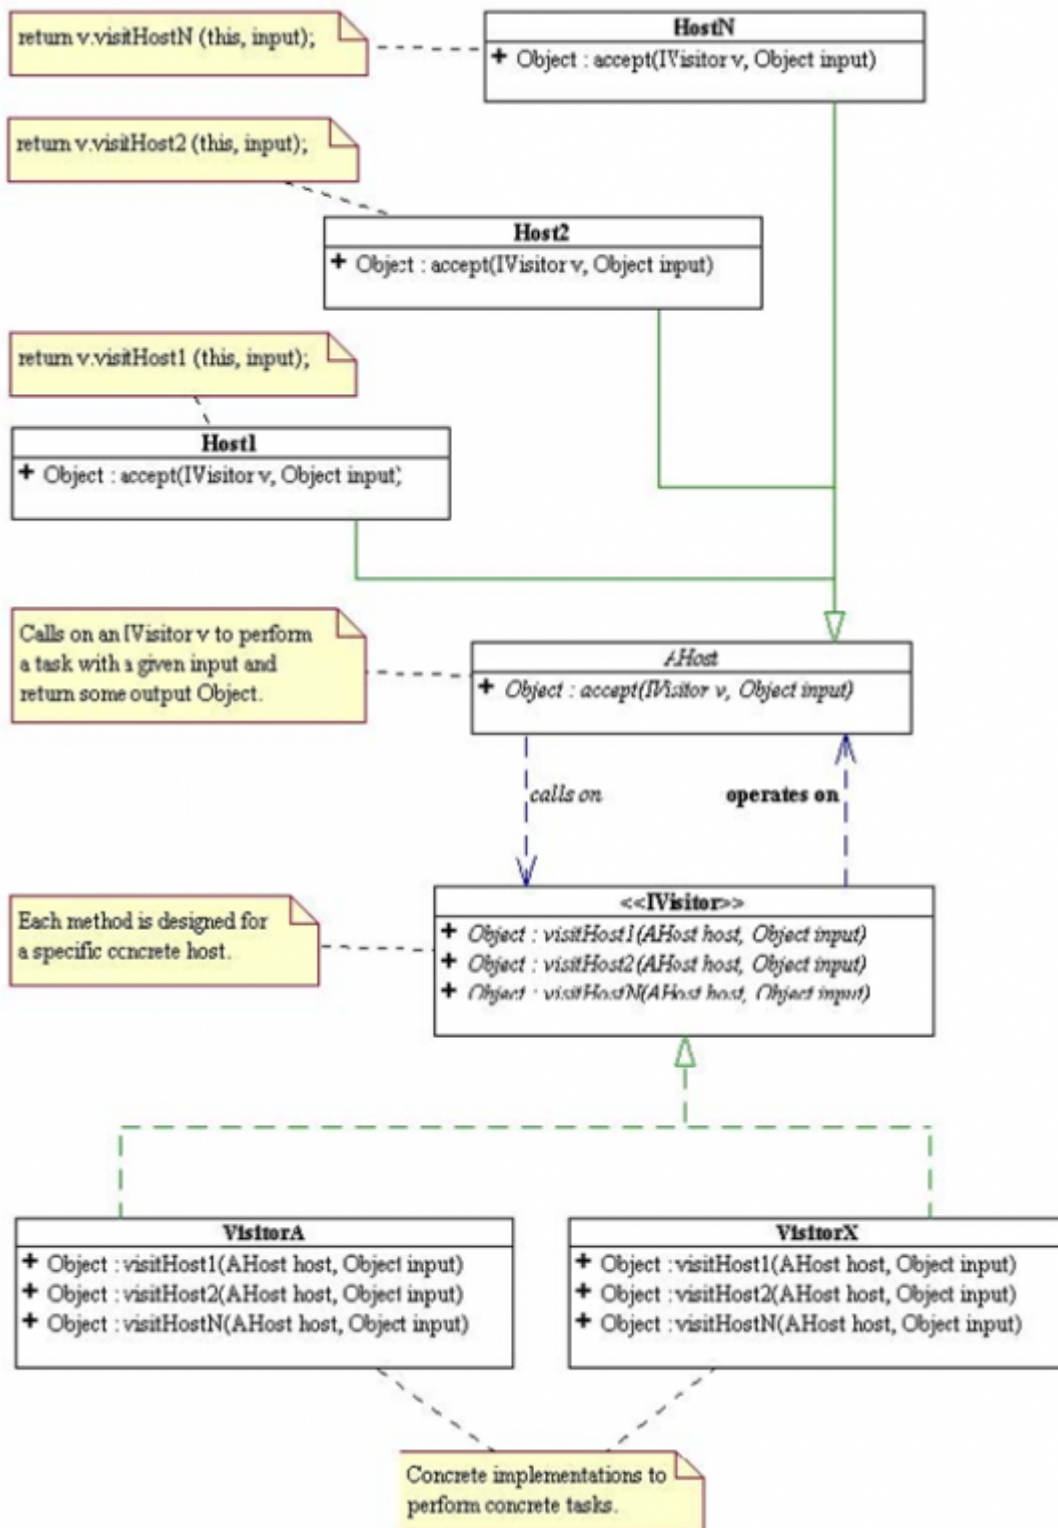 return v.visitHostN (this, input);
HostN
+ Object : accept(IVisitor v, Object input)
return v.visitHost2 (this, input);
Host2
+ Object : accept(IVisitor v, Object input)
return v.visitHost1 (this, input);
Host1
+ Object : accept(IVisitor v, Object input)
Calls on an IVisitor v to perform
a task with a given input and
return some output Object.
AHost
+ Object : accept(IVisitor v, Object input)
calls on
operates on
<<IVisitor>>
+ Object : visitHost1(AHost host, Object input)
+ Object : visitHost2(AHost host, Object input)
+ Object : visitHostN(AHost host, Object input)
Each method is designed for
a specific concrete host.
VisitorA
+ Object : visitHost1(AHost host, Object input)
+ Object : visitHost2(AHost host, Object input)
+ Object : visitHostN(AHost host, Object input)
VisitorX
+ Object : visitHost1(AHost host, Object input)
+ Object : visitHost2(AHost host, Object input)
+ Object : visitHostN(AHost host, Object input)
Concrete implementations to
perform concrete tasks.